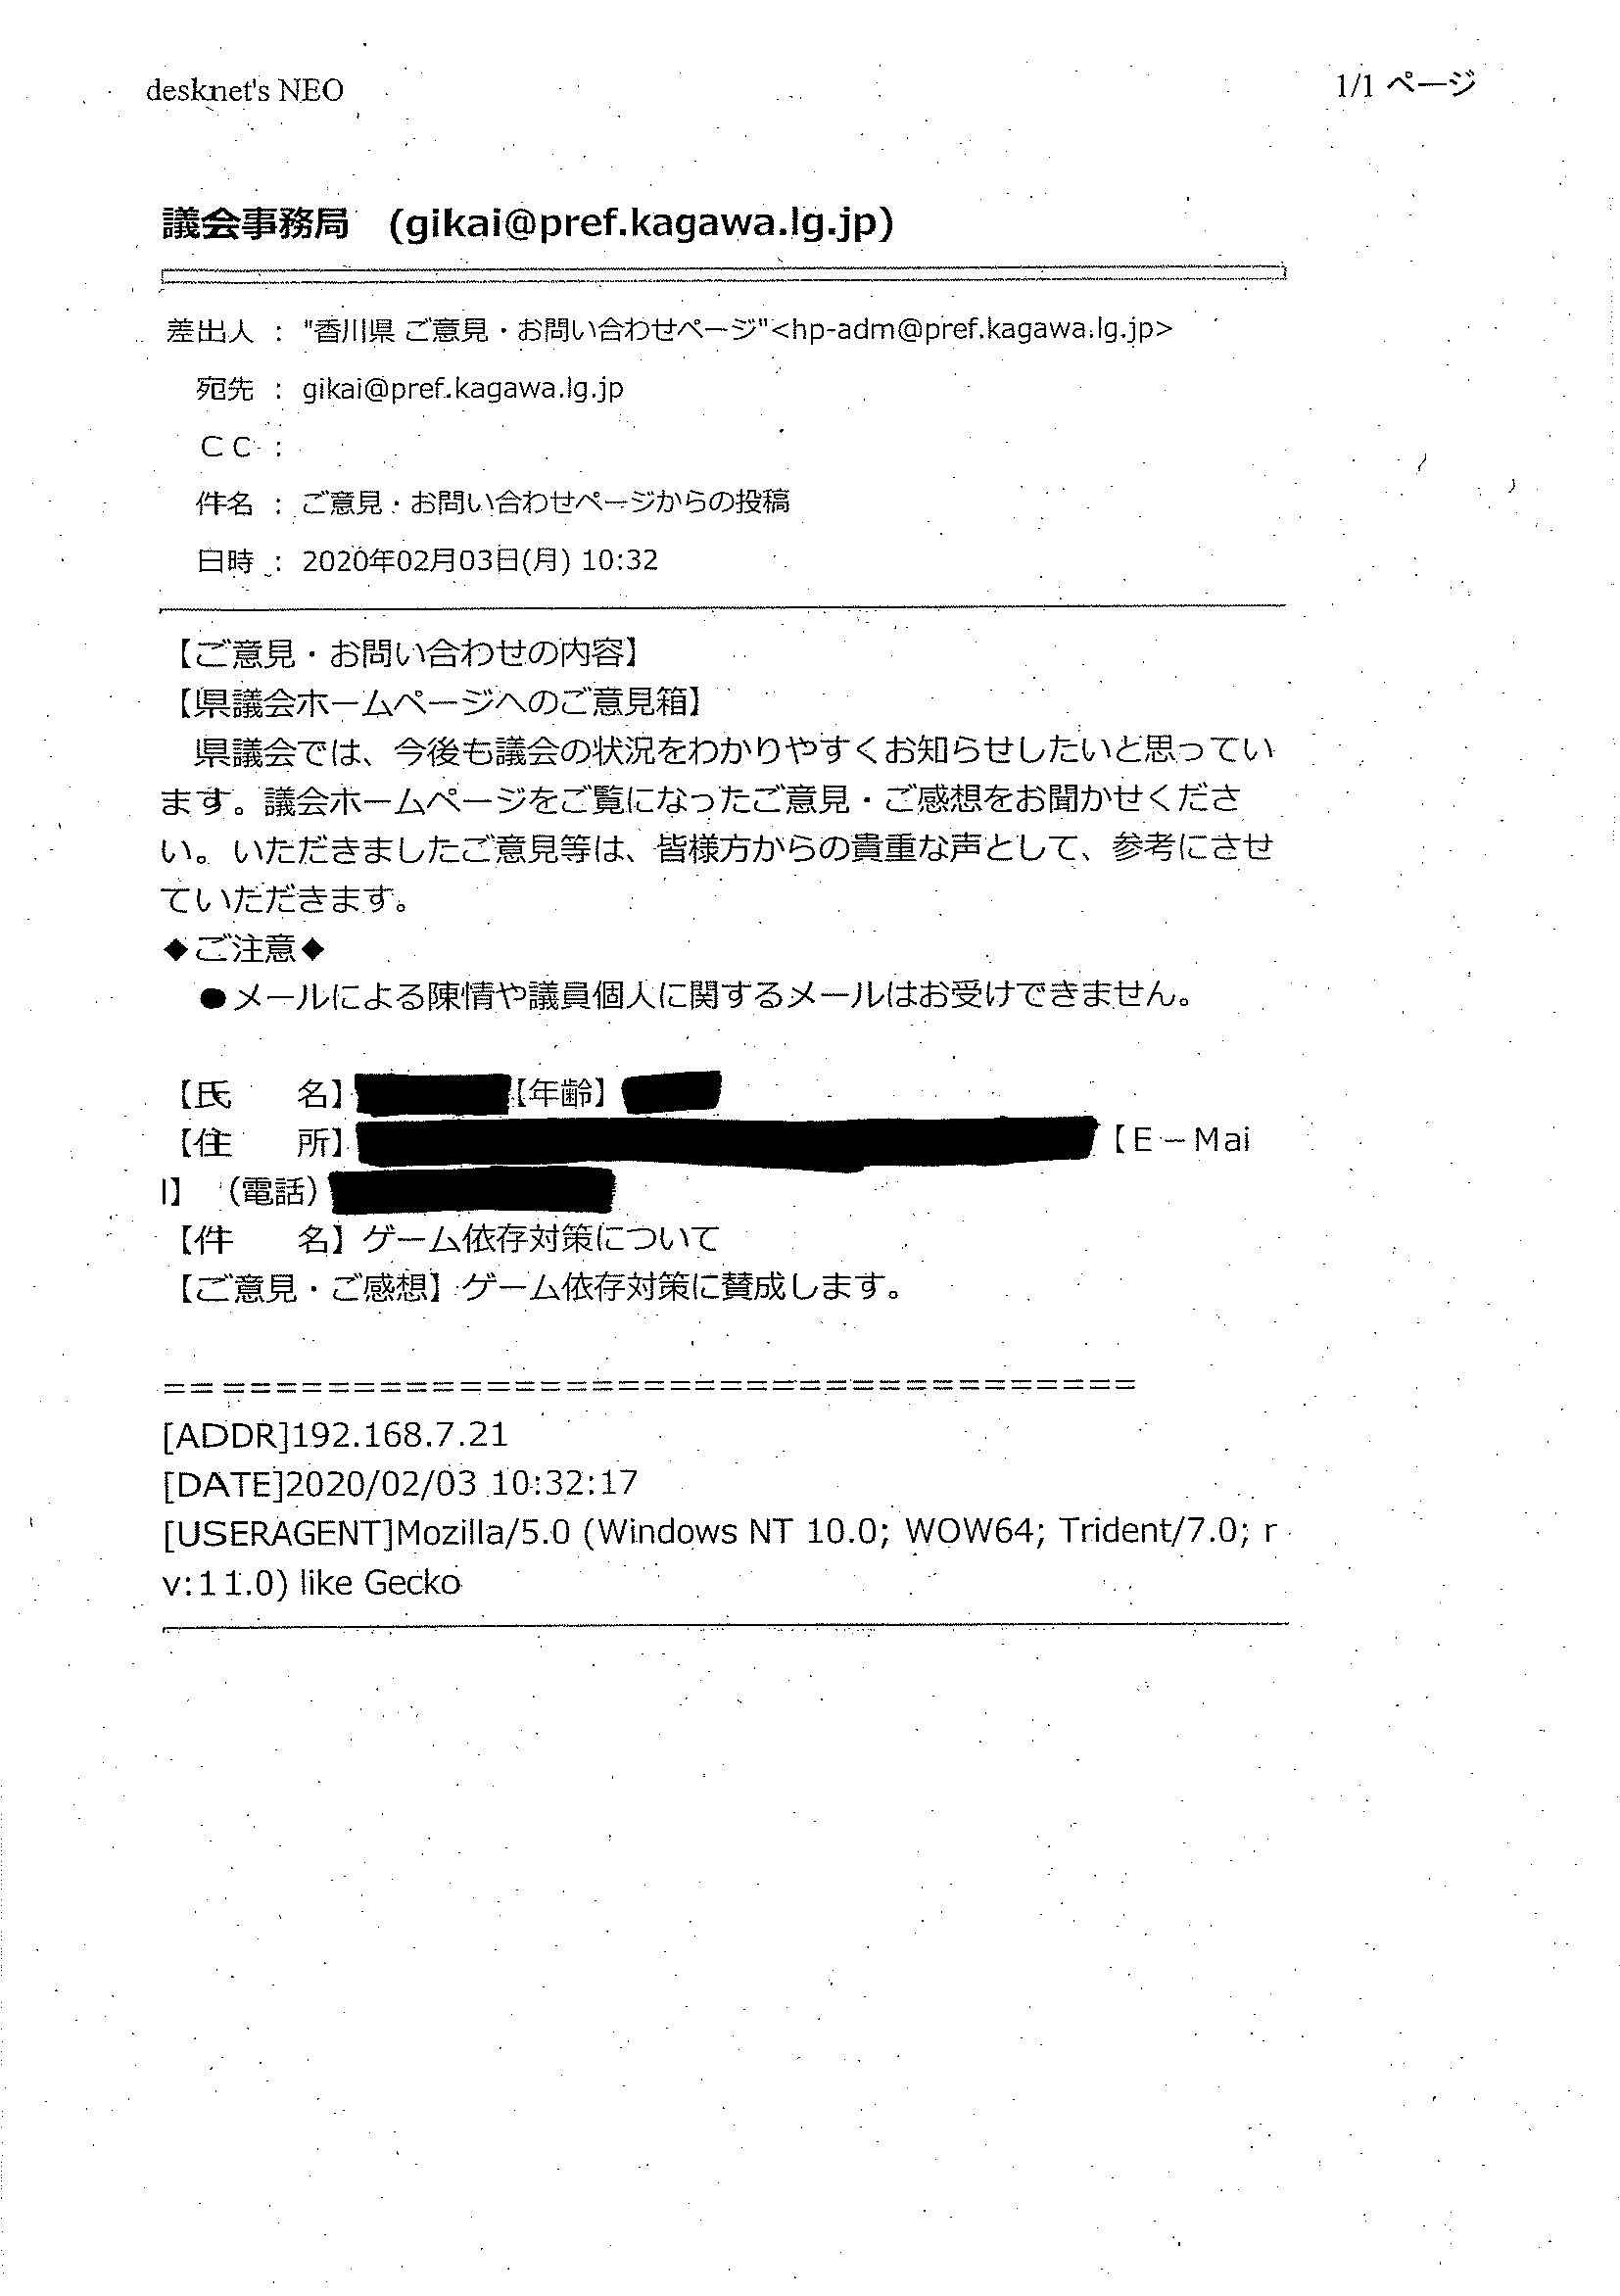 desknet's NEO
1/1 ページ
議会事務局 (gikai@pref.kagawa.lg.jp)
差出人 : "香川県 ご意見・お問い合わせページ"<hp-adm@pref.kagawa.lg.jp>
宛先 : gikai@pref.kagawa.lg.jp
ＣＣ :
件名 : ご意見・お問い合わせページからの投稿
日時 : 2020年02月03日(月) 10:32
【ご意見・お問い合わせの内容】
【県議会ホームページへのご意見箱】
　県議会では、今後も議会の状況をわかりやすくお知らせしたいと思ってい
ます。議会ホームページをご覧になったご意見・ご感想をお聞かせくださ
い。いただきましたご意見等は、皆様方からの貴重な声として、参考にさせ
ていただきます。
◆ご注意◆
　●メールによる陳情や議員個人に関するメールはお受けできません。
【氏　　名】【年齢】
【住　　所】【Ｅ－Ｍai
l】（電話）
【件　　名】ゲーム依存対策について
【ご意見・ご感想】ゲーム依存対策に賛成します。
======================================
[ADDR]192.168.7.21
[DATE]2020/02/03 10:32:17
[USERAGENT]Mozilla/5.0 (Windows NT 10.0; WOW64; Trident/7.0; r
v:11.0) like Gecko